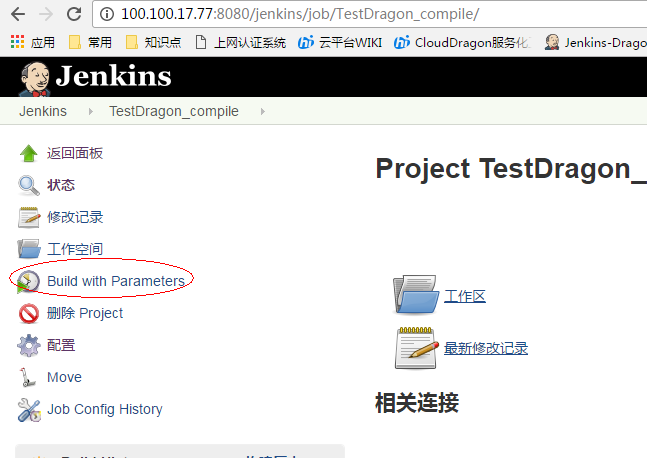 100.100.17.77:8080/jenkins/job/TestDragon_compile/
应用 常用 知识点 上网认证系统 云平台WIKI CloudDragon服务化 Jenkins-Drago
Jenkins
Jenkins TestDragon_compile
返回面板
状态
Project TestDragon_
修改记录
工作空间
Build with Parameters
工作区
删除 Project
配置
最新修改记录
Move
相关连接
Job Config History